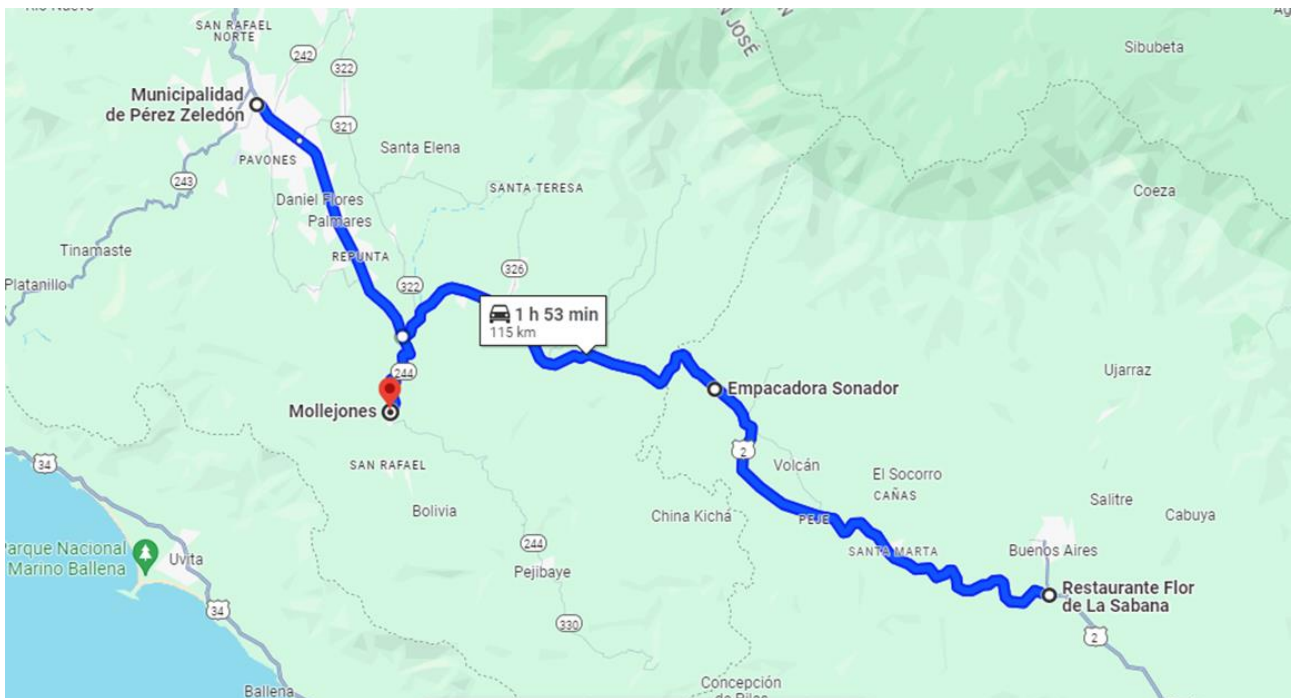 SAN RAFAEL
NORTE
242
322
SAN JOSÉ
Sibubeta
Municipalidad
de Pérez Zeledón
321
Santa Elena
PAVONES
243
SANTA TERESA
Coeza
Daniel Flores
Palmares
Tinamaste
REPUNTA
326
Platanillo
322
1 h 53 min
115 km
244
Ujarraz
Empacadora Sonador
Mollejones
2
34
SAN RAFAEL
Volcán
El Socorro
CAÑAS
Salitre
Bolivia
China Kichá
PEJE
Cabuya
244
SANTA MARTA
Buenos Aires
Parque Nacional
Marino Ballena
Uvita
Pejibaye
Restaurante Flor
de La Sabana
34
330
2
Concepción
Ballena